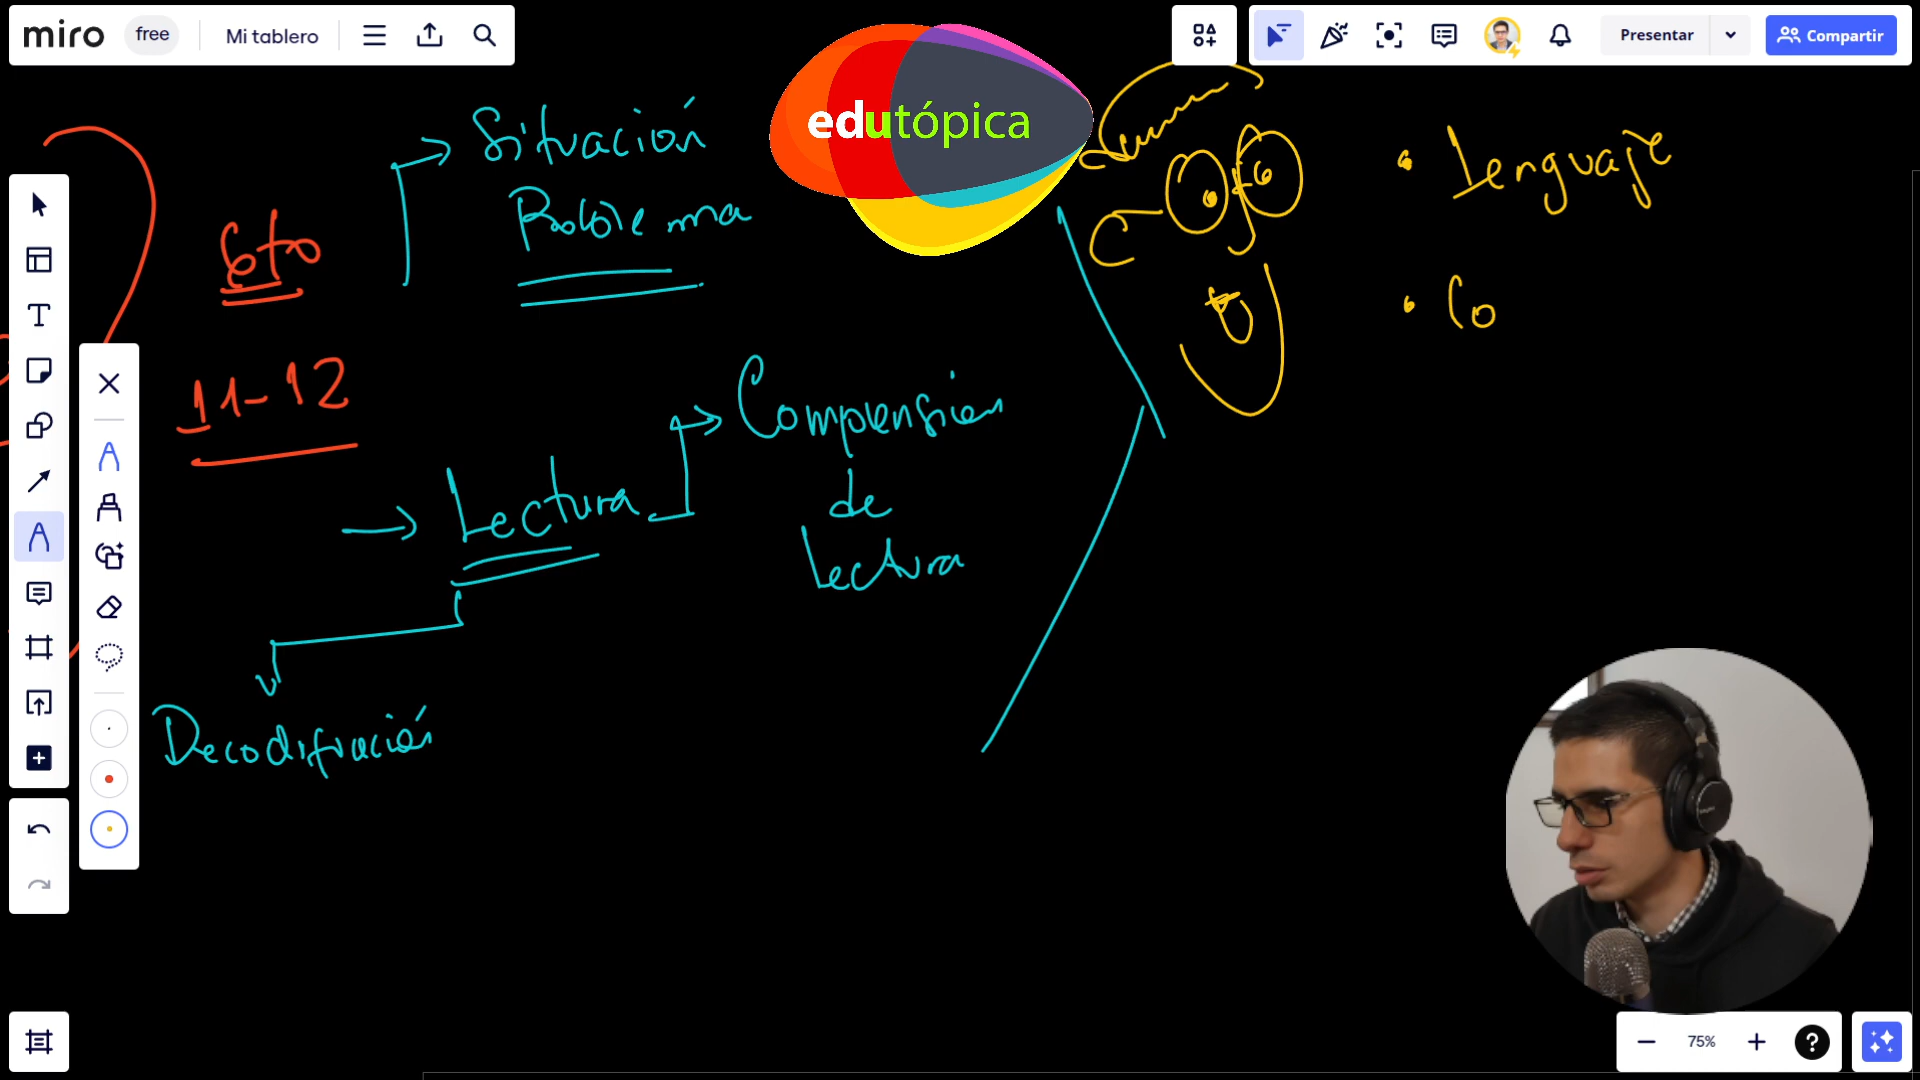 miro free Mi tablero
Presentar
Compartir
edutópica
Situación
Problema
6to
11-12
Lectura
Comprensión
de
Lectura
Decodificación
• Lenguaje
• Co
T
75%
?